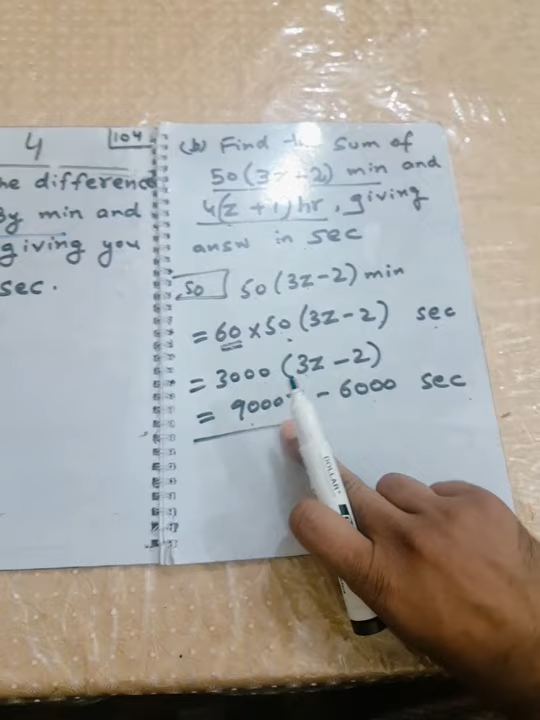 4
104
he difference
By min and
giving you
sec.
(b) Find the Sum of
50(3z-2) min and
4(z+1) hr, giving
answ in sec
So 50(3z-2) min
= 60 x 50 (3z-2) sec
= 3000 (3z-2)
= 9000 - 6000 sec
DOLLAR